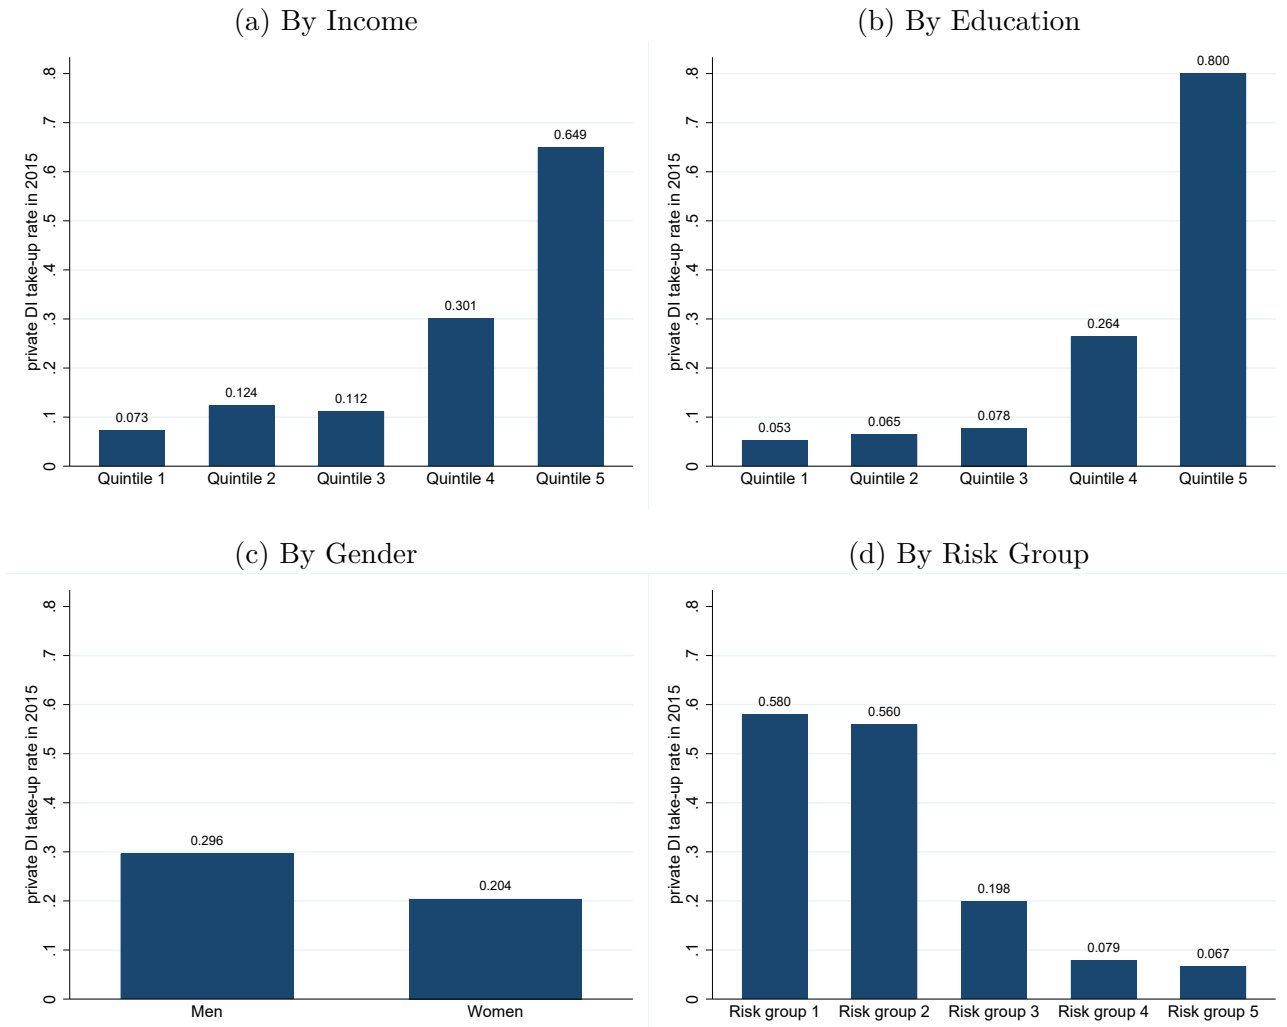 (a) By Income
private DI take-up rate in 2015
.8
.7
.6
.5
.4
.3
.2
.1
0
0.073
0.124
0.112
0.301
0.649
Quintile 1
Quintile 2
Quintile 3
Quintile 4
Quintile 5
(b) By Education
private DI take-up rate in 2015
.8
.7
.6
.5
.4
.3
.2
.1
0
0.053
0.065
0.078
0.264
0.800
Quintile 1
Quintile 2
Quintile 3
Quintile 4
Quintile 5
(c) By Gender
private DI take-up rate in 2015
.8
.7
.6
.5
.4
.3
.2
.1
0
0.296
0.204
Men
Women
(d) By Risk Group
private DI take-up rate in 2015
.8
.7
.6
.5
.4
.3
.2
.1
0
0.580
0.560
0.198
0.079
0.067
Risk group 1
Risk group 2
Risk group 3
Risk group 4
Risk group 5